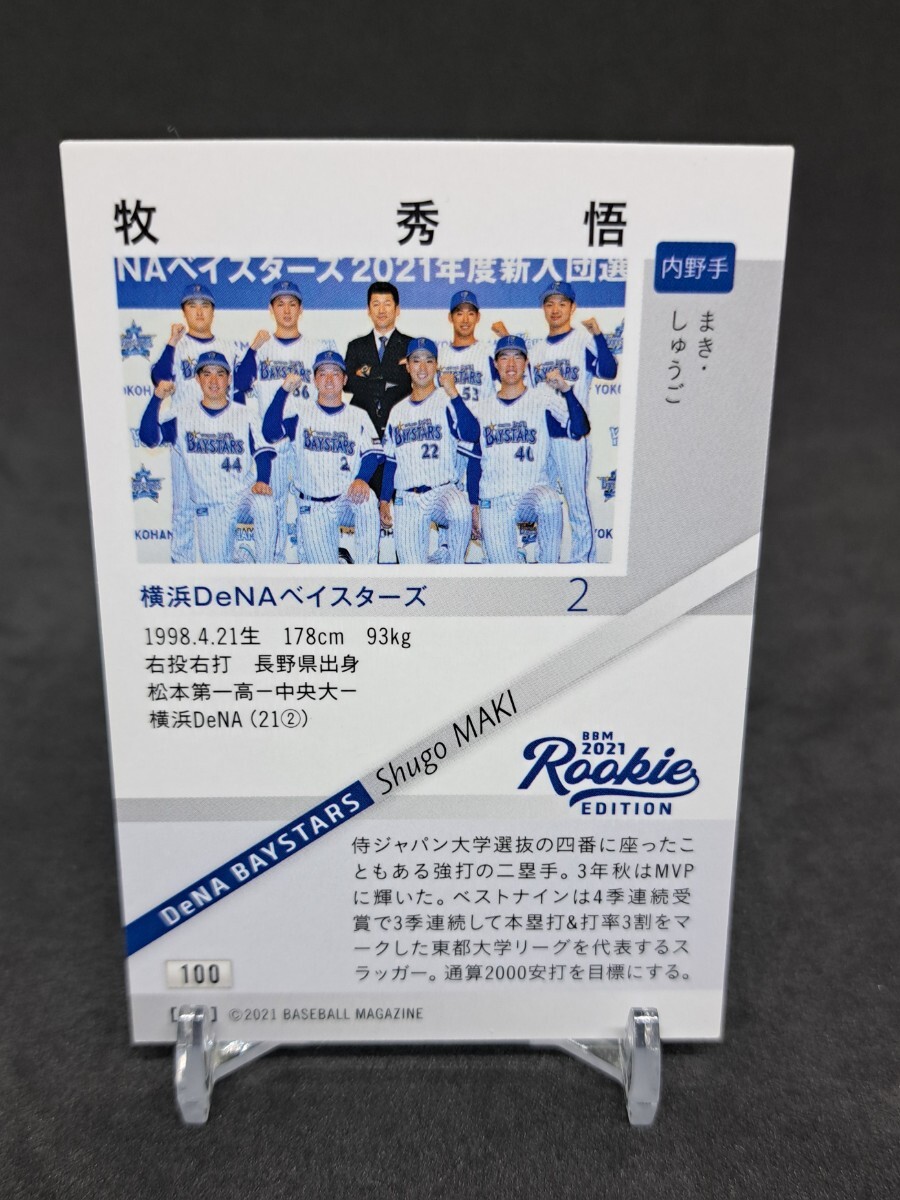 牧 秀 悟
内野手
まき・
しゅうご
NAベイスターズ2021年度新入団選
BAYSTARS
BAYSTARS
BAYSTARS
BAYSTARS
44
2
22
YOKOHAM
横浜DeNAベイスターズ 2
1998.4.21生 178cm 93kg
右投右打 長野県出身
松本第一高ー中央大ー
横浜DeNA（21②）
Shugo MAKI
DeNA BAYSTARS
BBM
2021
Rookie
EDITION
侍ジャパン大学選抜の四番に座ったこ
ともある強打の二塁手。3年秋はMVP
に輝いた。ベストナインは4季連続受
賞で3季連続して本塁打&打率3割をマ
ークした東都大学リーグを代表するス
ラッガー。通算2000安打を目標にする。
100
©2021 BASEBALL MAGAZINE